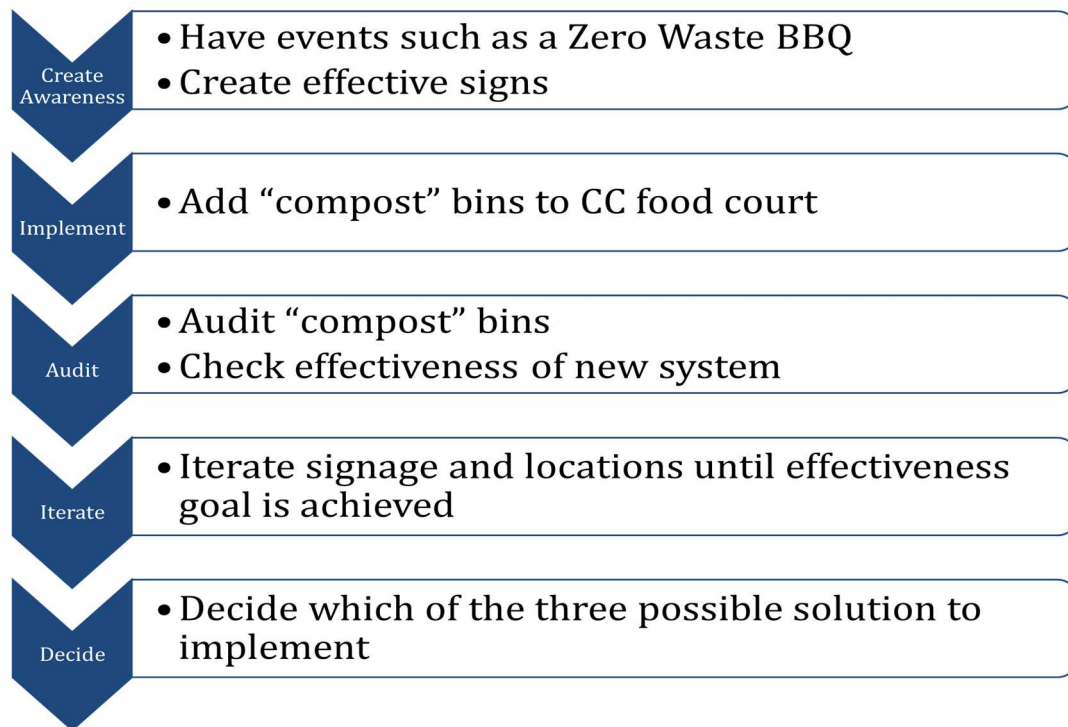 Create
Awareness
• Have events such as a Zero Waste BBQ
• Create effective signs
Implement
• Add “compost” bins to CC food court
Audit
• Audit “compost” bins
• Check effectiveness of new system
Iterate
• Iterate signage and locations until effectiveness
goal is achieved
Decide
• Decide which of the three possible solution to
implement